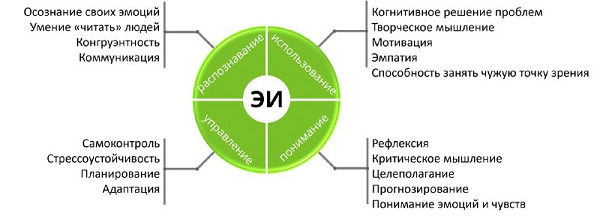 Осознание своих эмоций
Умение «читать» людей
Конгруэнтность
Коммуникация
Когнитивное решение проблем
Творческое мышление
Мотивация
Эмпатия
Способность занять чужую точку зрения
распознавание
использование
ЭИ
управление
понимание
Самоконтроль
Стрессоустойчивость
Планирование
Адаптация
Рефлексия
Критическое мышление
Целеполагание
Прогнозирование
Понимание эмоций и чувств